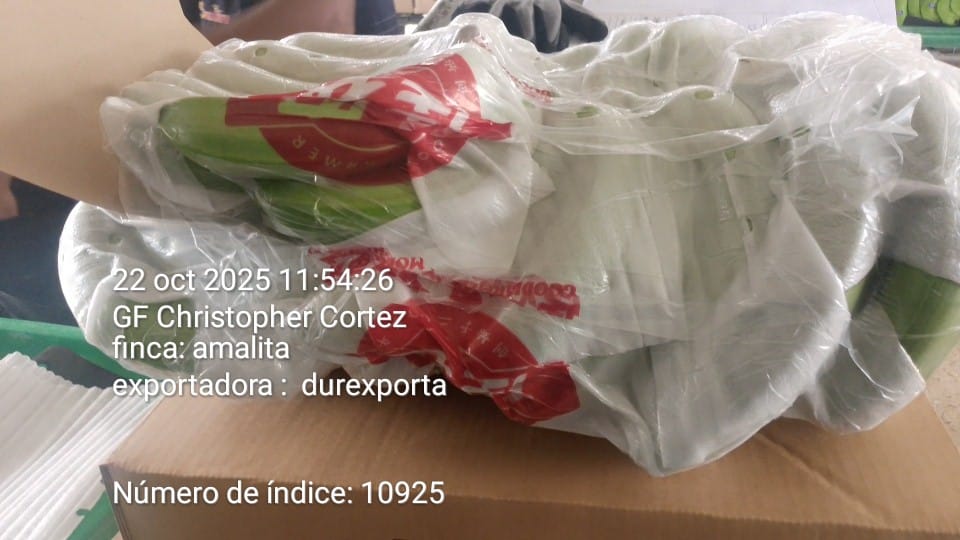 22 oct 2025 11:54:26
GF Christopher Cortez
finca: amalita
exportadora : durexporta
Número de índice: 10925